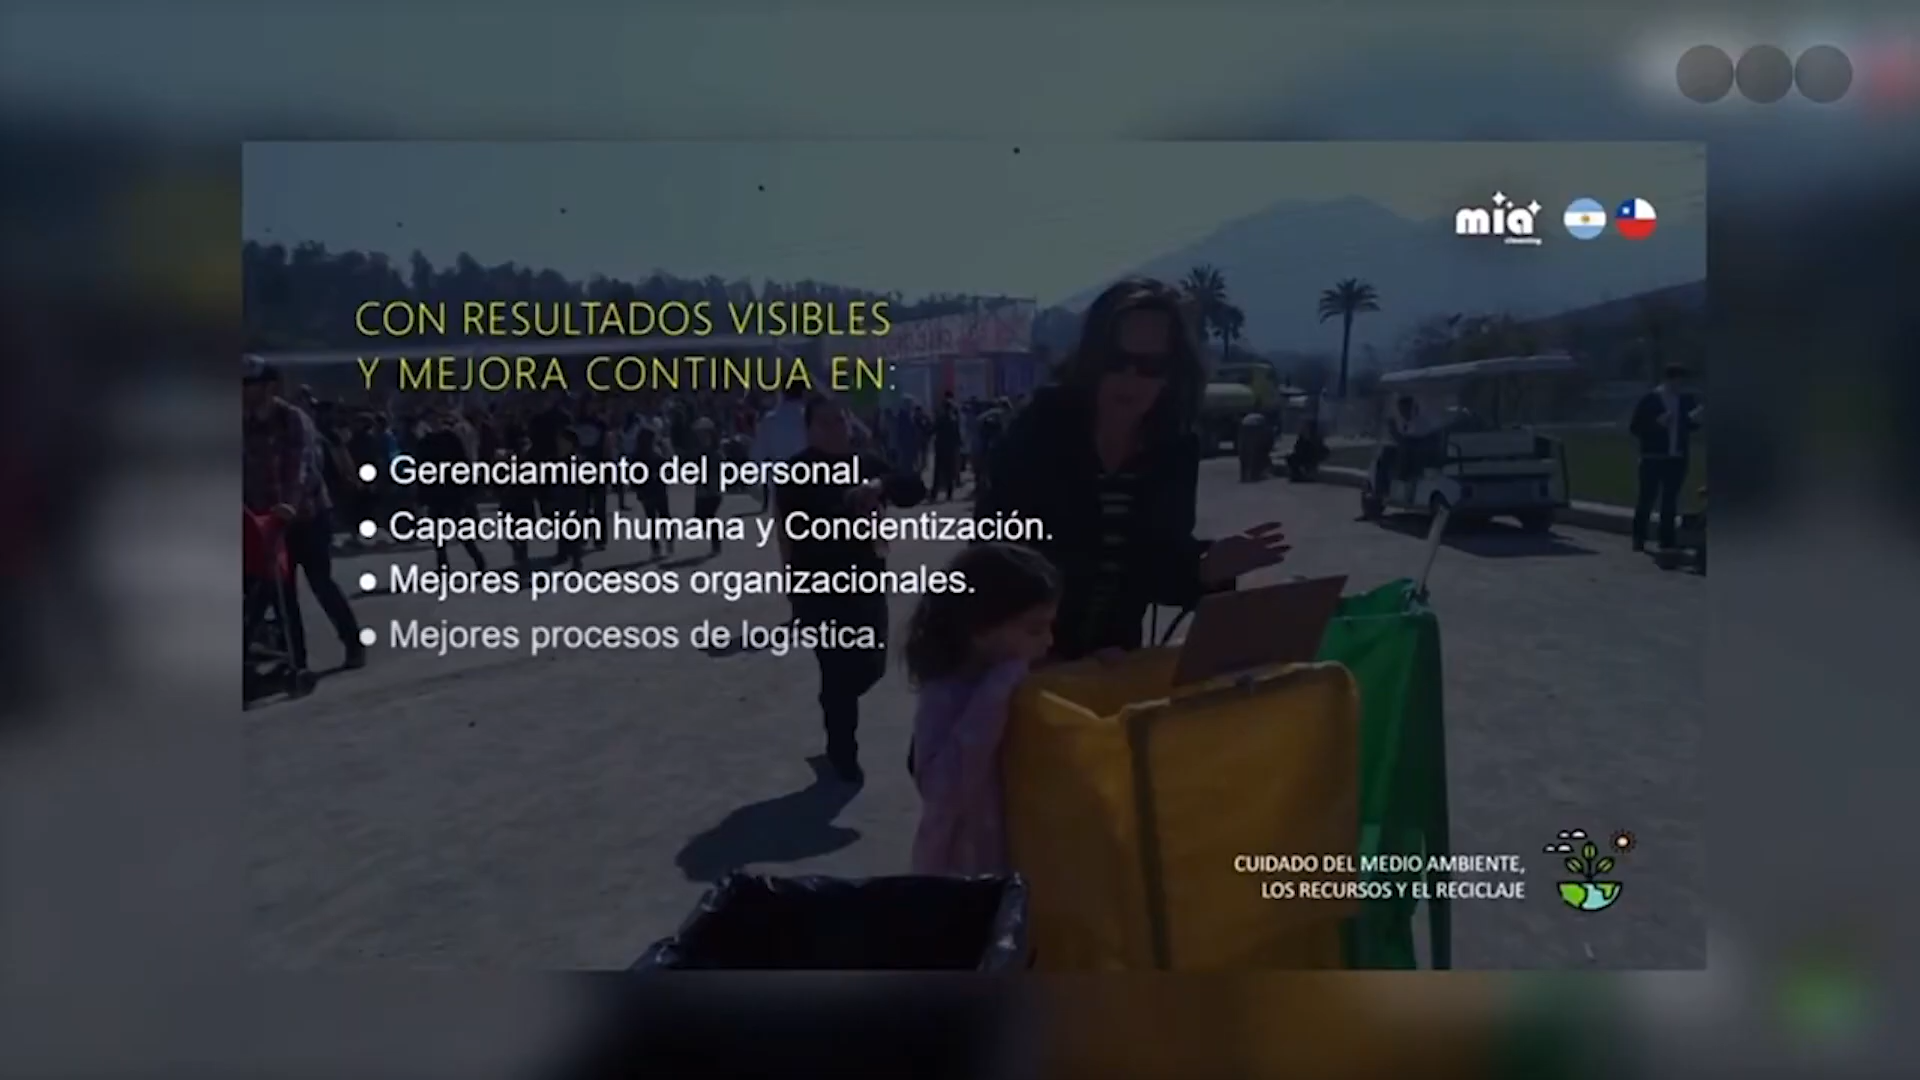 mia
CON RESULTADOS VISIBLES
Y MEJORA CONTINUA EN:
● Gerenciamiento del personal.
● Capacitación humana y Concientización.
● Mejores procesos organizacionales.
● Mejores procesos de logística.
CUIDADO DEL MEDIO AMBIENTE,
LOS RECURSOS Y EL RECICLAJE